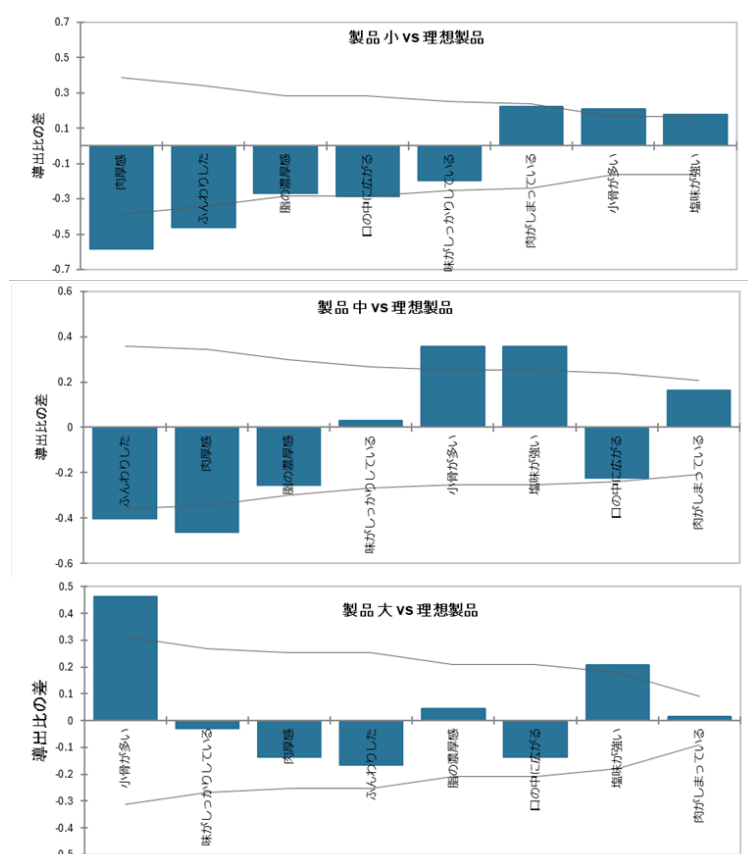 製品 小 vs 理想製品
導出比の差
0.7
0.5
0.3
0.1
-0.1
-0.3
-0.5
-0.7
肉厚感
ふんわりした
脂の濃厚感
口の中に広がる
味がしっかりしている
肉がしまっている
小骨が多い
塩味が強い
製品 中 vs 理想製品
導出比の差
0.6
0.4
0.2
0
-0.2
-0.4
-0.6
ふんわりした
肉厚感
脂の濃厚感
味がしっかりしている
小骨が多い
塩味が強い
口の中に広がる
肉がしまっている
製品 大 vs 理想製品
導出比の差
0.5
0.4
0.3
0.2
0.1
0
-0.1
-0.2
-0.3
-0.4
-0.5
小骨が多い
味がしっかりしている
肉厚感
ふんわりした
脂の濃厚感
口の中に広がる
塩味が強い
肉がしまっている